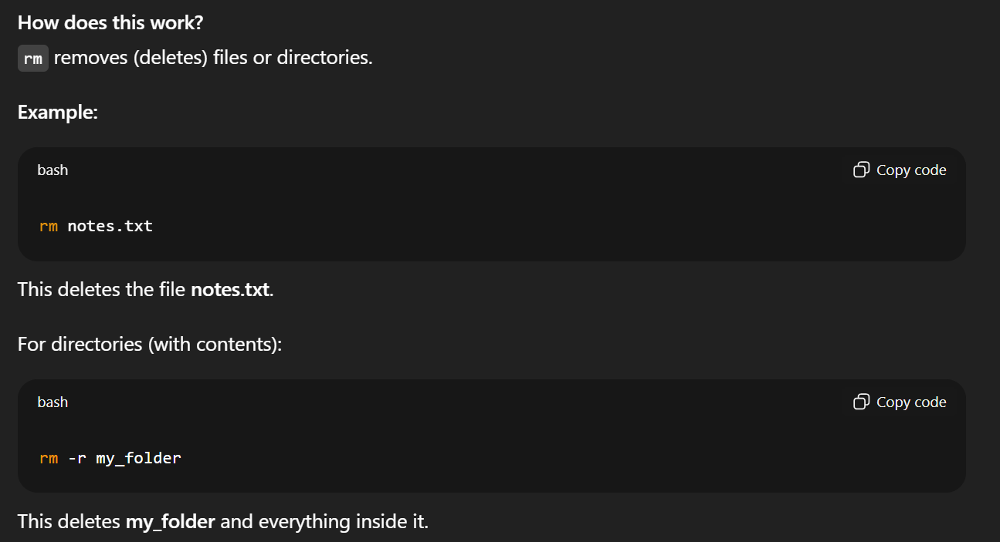 How does this work?
rm removes (deletes) files or directories.
Example:
bash
Copy code
rm notes.txt
This deletes the file notes.txt.
For directories (with contents):
bash
Copy code
rm -r my_folder
This deletes my_folder and everything inside it.